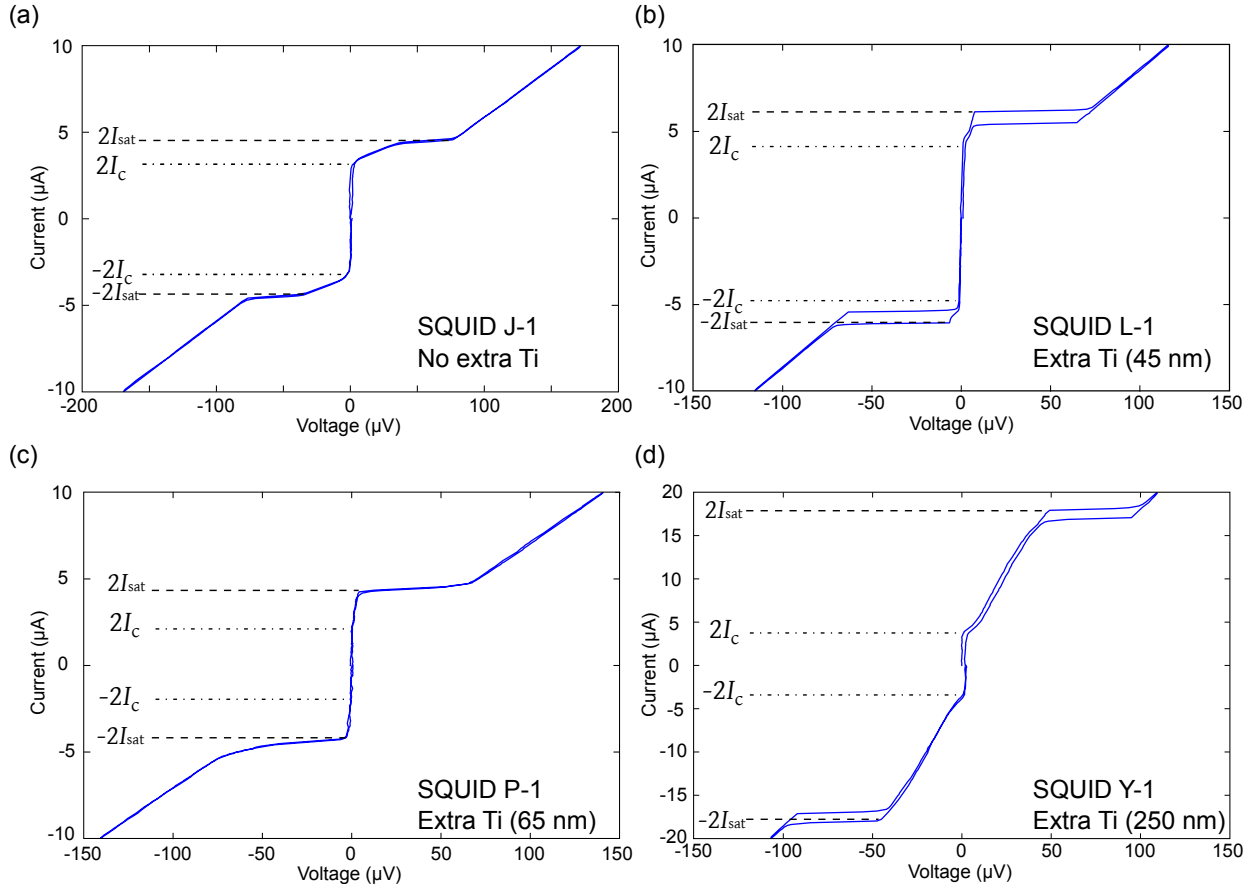 (a)
10
5
0
-5
-10
Current (µA)
2Isat
2Ic
−2Ic
−2Isat
SQUID J-1
No extra Ti
-200
-100
0
100
200
Voltage (µV)
(b)
10
5
0
-5
-10
Current (µA)
2Isat
2Ic
−2Ic
−2Isat
SQUID L-1
Extra Ti (45 nm)
-150
-100
-50
0
50
100
150
Voltage (µV)
(c)
10
5
0
-5
-10
Current (µA)
2Isat
2Ic
−2Ic
−2Isat
SQUID P-1
Extra Ti (65 nm)
-150
-100
-50
0
50
100
150
Voltage (µV)
(d)
20
15
10
5
0
-5
-10
-15
-20
Current (µA)
2Isat
2Ic
−2Ic
−2Isat
SQUID Y-1
Extra Ti (250 nm)
-150
-100
-50
0
50
100
150
Voltage (µV)